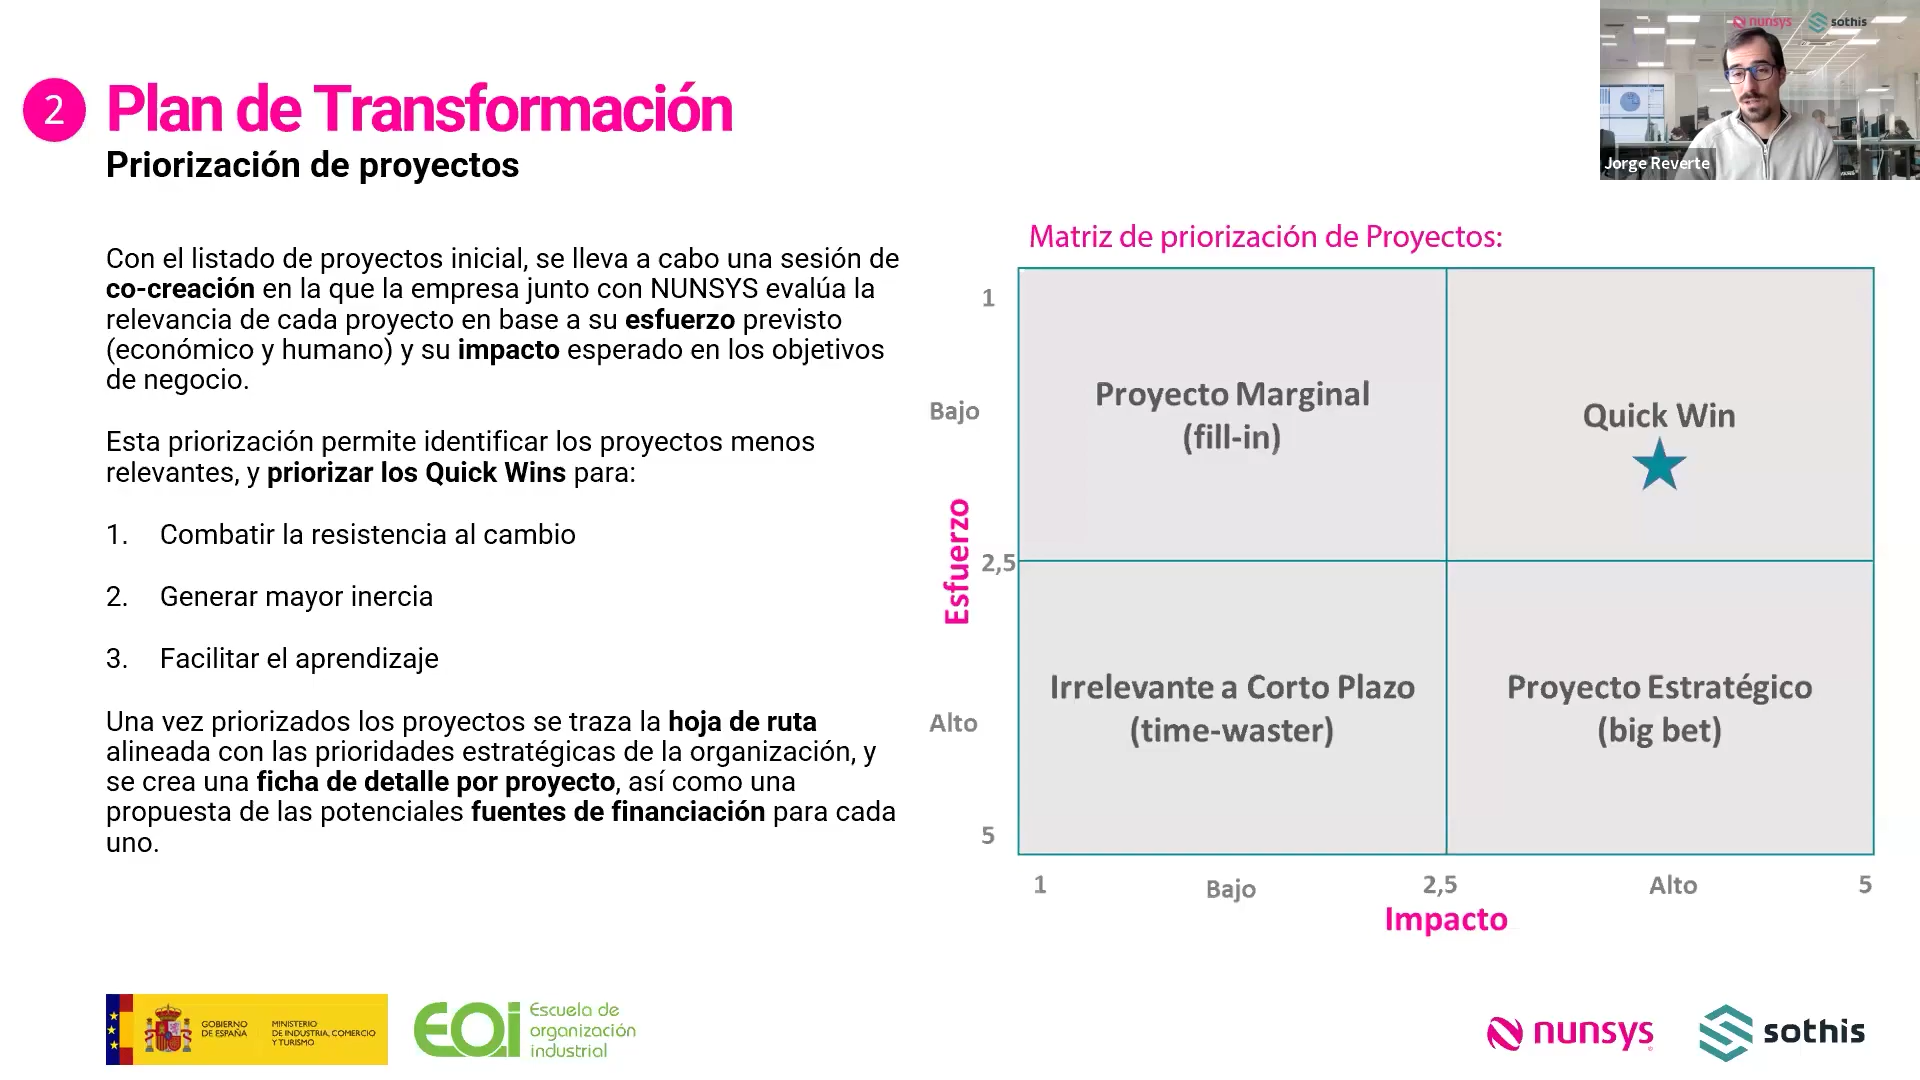 nunsys sothis
2 Plan de Transformación
Priorización de proyectos
Jorge Reverte
Con el listado de proyectos inicial, se lleva a cabo una sesión de
co-creación en la que la empresa junto con NUNSYS evalúa la
relevancia de cada proyecto en base a su esfuerzo previsto
(económico y humano) y su impacto esperado en los objetivos
de negocio.
Esta priorización permite identificar los proyectos menos
relevantes, y priorizar los Quick Wins para:
1. Combatir la resistencia al cambio
2. Generar mayor inercia
3. Facilitar el aprendizaje
Una vez priorizados los proyectos se traza la hoja de ruta
alineada con las prioridades estratégicas de la organización, y
se crea una ficha de detalle por proyecto, así como una
propuesta de las potenciales fuentes de financiación para cada
uno.
Matriz de priorización de Proyectos:
1
Bajo
2,5
Alto
5
Esfuerzo
Proyecto Marginal
(fill-in)
Quick Win
Irrelevante a Corto Plazo
(time-waster)
Proyecto Estratégico
(big bet)
1 Bajo 2,5 Alto 5
Impacto
GOBIERNO
DE ESPAÑA
MINISTERIO
DE INDUSTRIA, COMERCIO
Y TURISMO
EOi
Escuela de
organización
industrial
nunsys
sothis